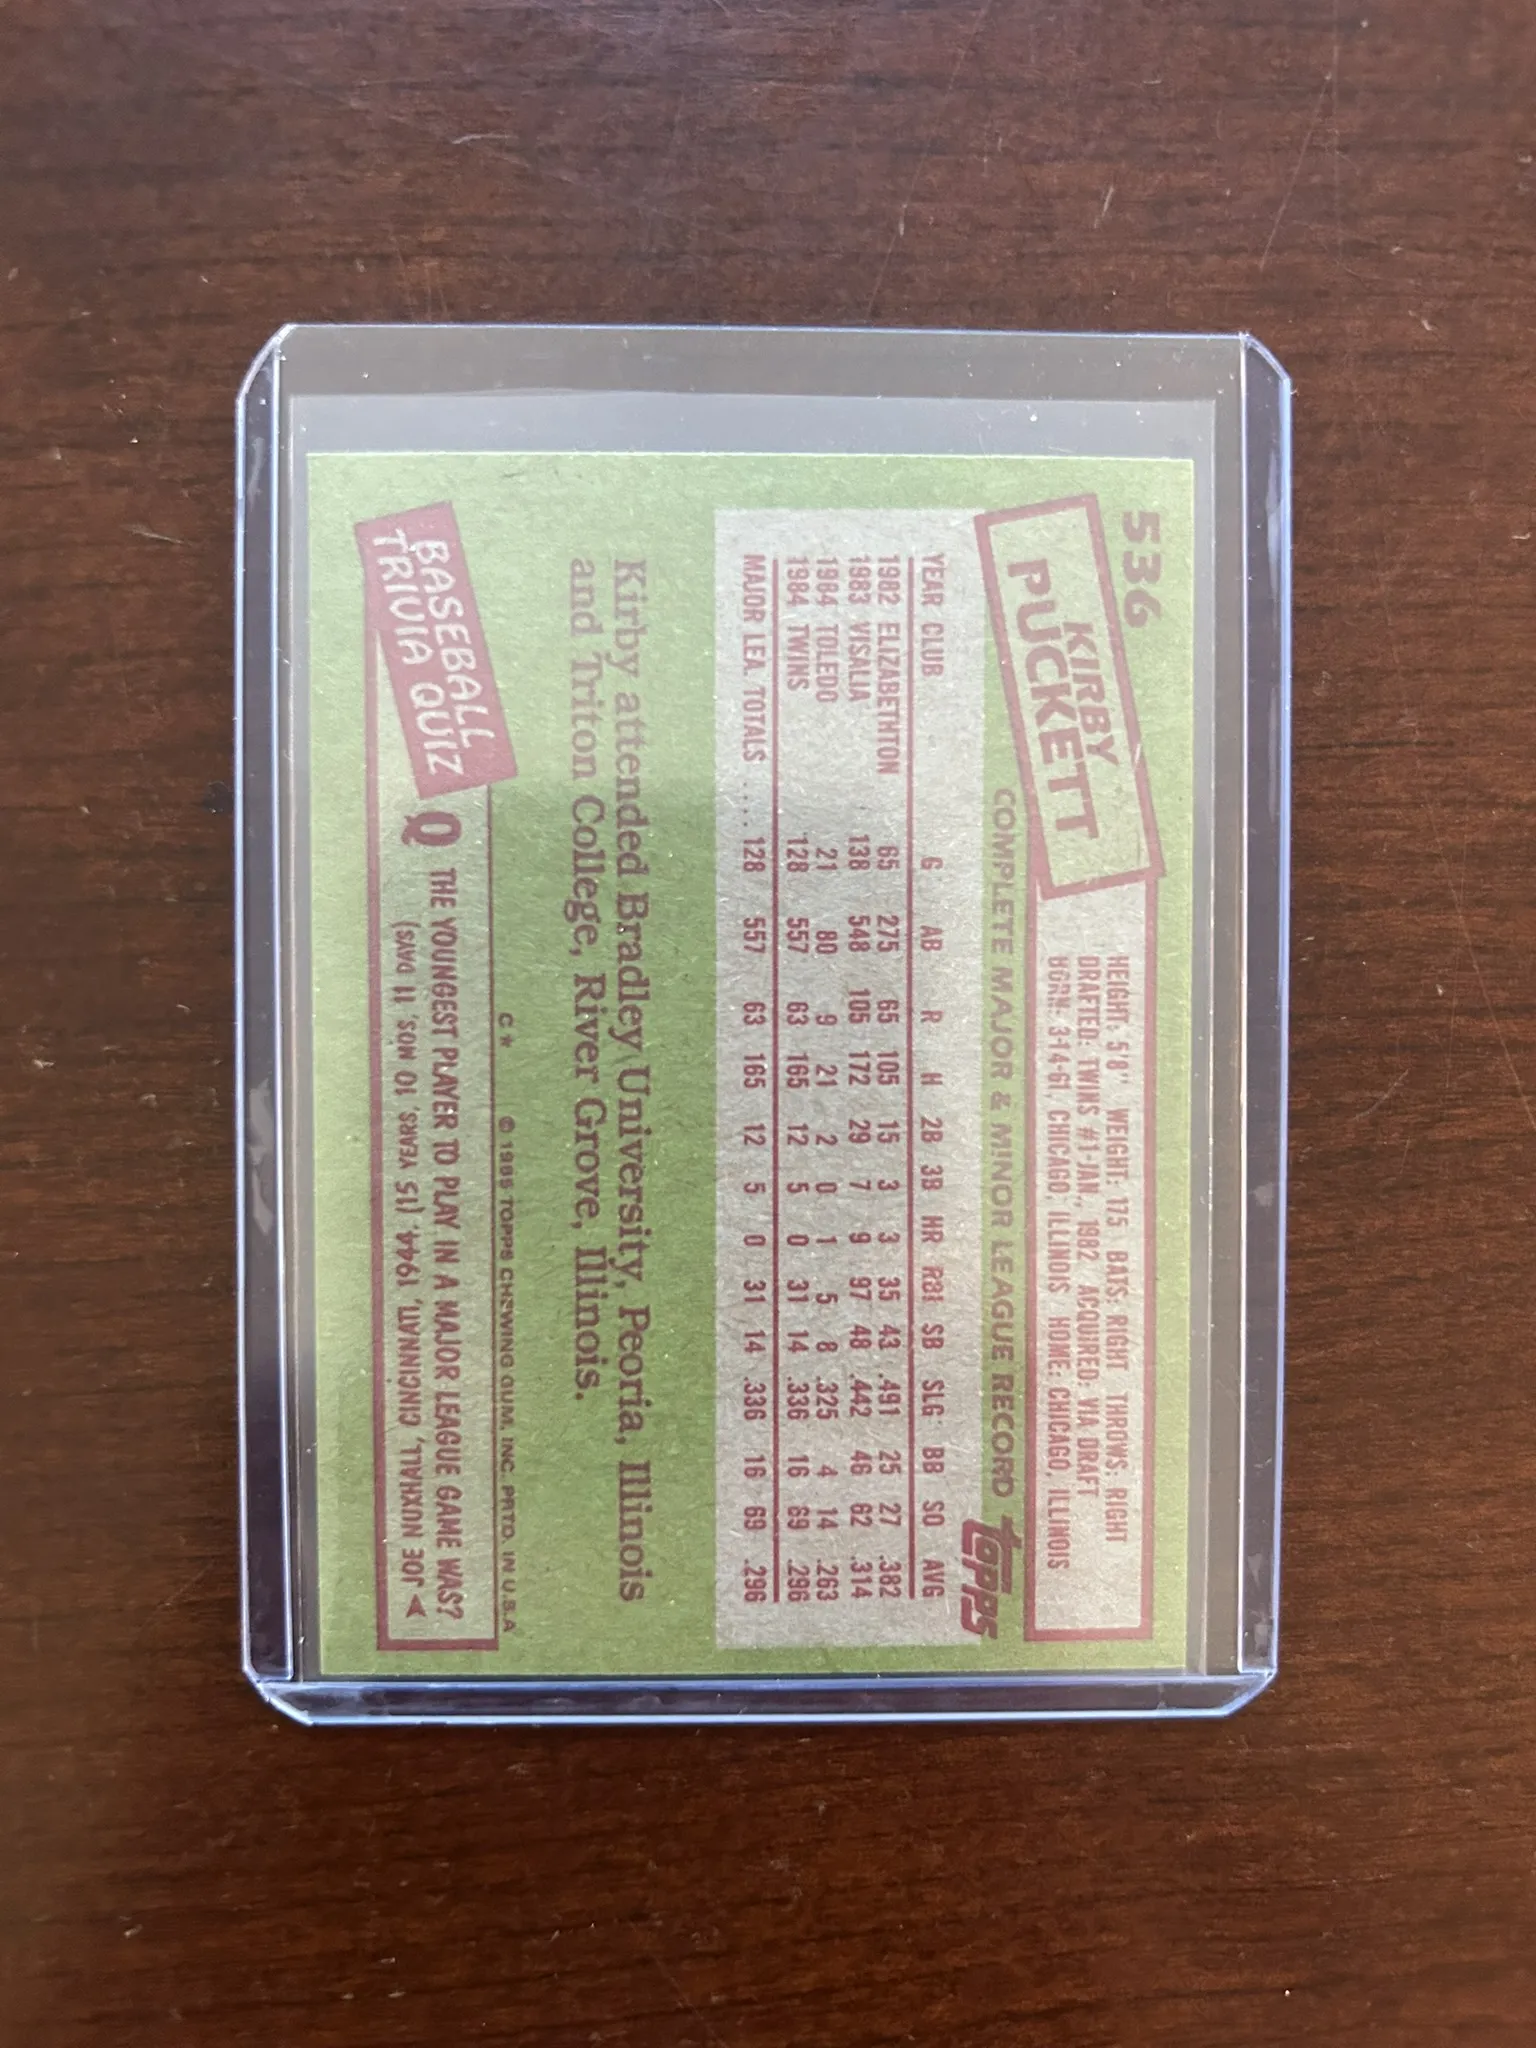 536
KIRBY
PUCKETT
HEIGHT: 5'8" WEIGHT: 175 BATS: RIGHT THROWS: RIGHT
DRAFTED: TWINS #1-JAN., 1982 ACQUIRED: VIA DRAFT
BORN: 3-14-61, CHICAGO, ILLINOIS HOME: CHICAGO, ILLINOIS
COMPLETE MAJOR & MINOR LEAGUE RECORD topps
YEAR CLUB G AB R H 2B 3B HR RBI SB SLG BB SO AVG
1982 ELIZABETHTON 65 275 65 105 15 3 3 35 43 .491 25 27 .382
1983 VISALIA 138 548 105 172 29 7 9 97 48 .442 46 62 .314
1984 TOLEDO 21 80 9 21 2 0 1 5 8 .325 4 14 .263
1984 TWINS 128 557 63 165 12 5 0 31 14 .336 16 69 .296
MAJOR LEA. TOTALS .... 128 557 63 165 12 5 0 31 14 .336 16 69 .296
Kirby attended Bradley University, Peoria, Illinois
and Triton College, River Grove, Illinois.
C* © 1985 TOPPS CHEWING GUM, INC. PRTD. IN U.S.A
BASEBALL
TRIVIA QUIZ
Q THE YOUNGEST PLAYER TO PLAY IN A MAJOR LEAGUE GAME WAS?
JOE NUXHALL, CINCINNATI, 1944. (15 YEARS, 10 MOS. 11 DAYS)